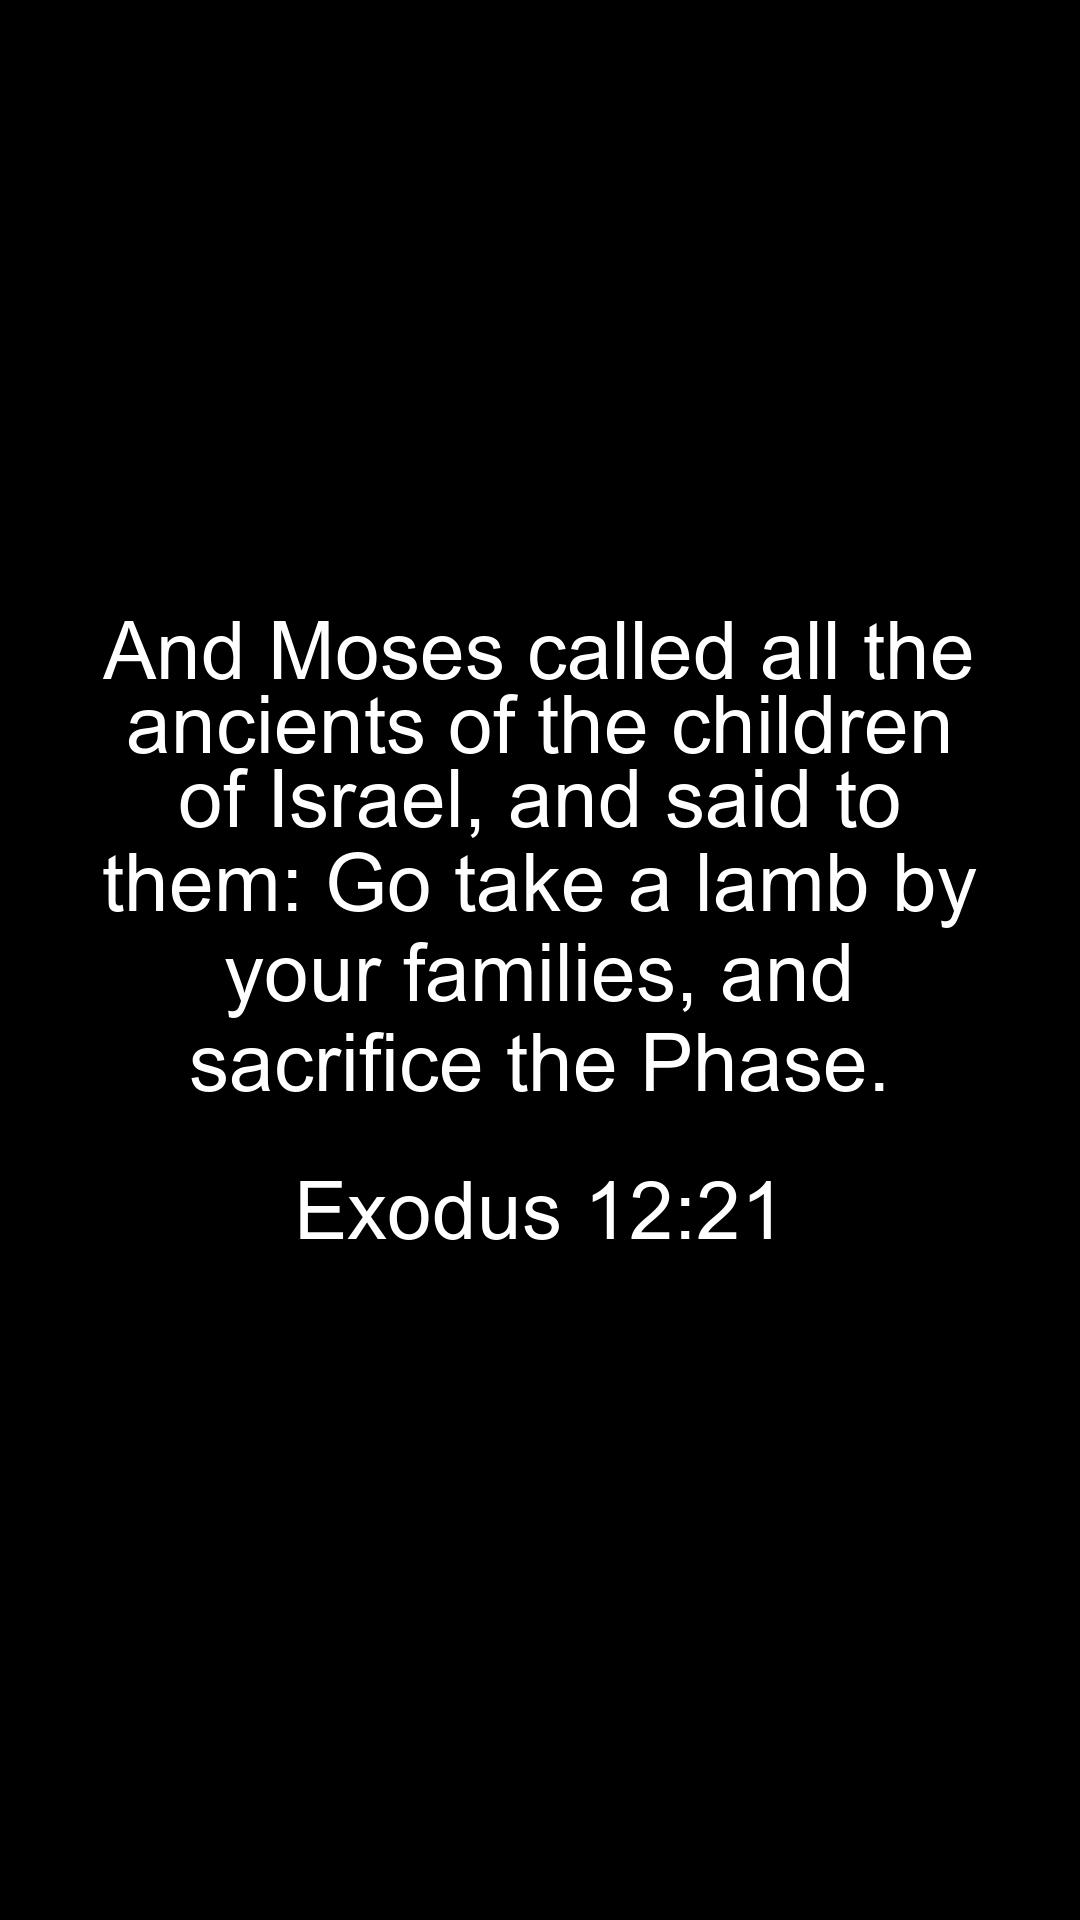 And Moses called all the
ancients of the children
of Israel, and said to
them: Go take a lamb by
your families, and
sacrifice the Phase.
Exodus 12:21